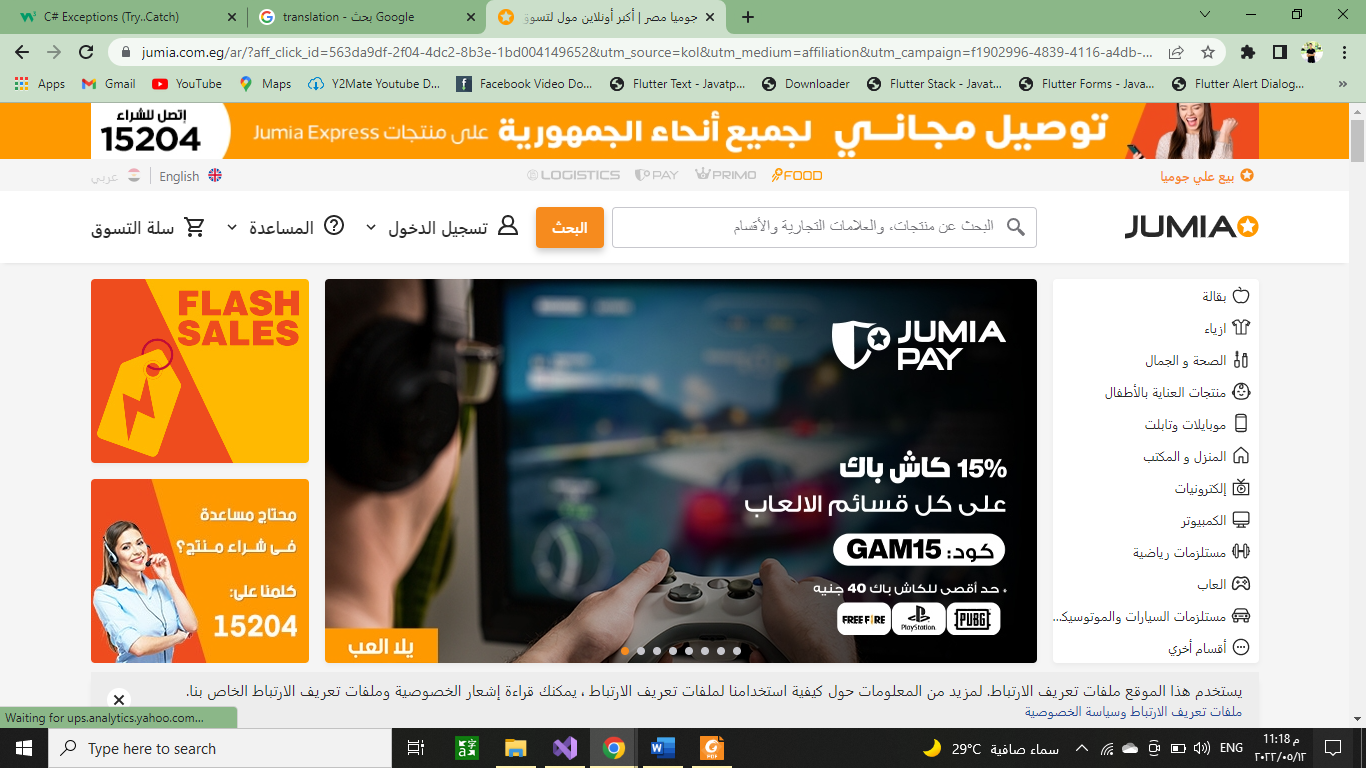 C# Exceptions (Try..Catch)
translation - بحث Google
جوميا مصر | أكبر أونلاين مول لتسوق
jumia.com.eg/ar/?aff_click_id=563da9df-2f04-4dc2-8b3e-1bd004149652&utm_source=kol&utm_medium=affiliation&utm_campaign=f1902996-4839-4116-a4db-...
Apps Gmail YouTube Maps Y2Mate Youtube D... Facebook Video Do... Flutter Text - Javatp... Downloader Flutter Stack - Javat... Flutter Forms - Java... Flutter Alert Dialog... »
توصيل مجاني لجميع أنحاء الجمهورية على منتجات Jumia Express
إتصل للشراء
15204
بيع علي جوميا
FOOD PRIMO PAY LOGISTICS
English عربي
JUMIA
البحث عن منتجات، والعلامات التجارية والأقسام
البحث
تسجيل الدخول
المساعدة
سلة التسوق
بقالة
ازياء
الصحة و الجمال
منتجات العناية بالأطفال
موبايلات وتابلت
المنزل و المكتب
إلكترونيات
الكمبيوتر
مستلزمات رياضية
العاب
مستلزمات السيارات والموتوسيك...
أقسام أخري
JUMIA
PAY
15% كاش باك
على كل قسائم الالعاب
كود: GAM15
* حد أقصى للكاش باك 40 جنيه
FREE FIRE PlayStation PUBG
يلا العب
FLASH
SALES
محتاج مساعدة
فى شراء منتج؟
كلمنا على:
15204
يستخدم هذا الموقع ملفات تعريف الارتباط. لمزيد من المعلومات حول كيفية استخدامنا لملفات تعريف الارتباط ، يمكنك قراءة إشعار الخصوصية وملفات تعريف الارتباط الخاص بنا.
ملفات تعريف الارتباط وسياسة الخصوصية
Waiting for ups.analytics.yahoo.com...
Type here to search
29°C سماء صافية
ENG
11:18 م
٢٠٢٢/٠٥/١٢